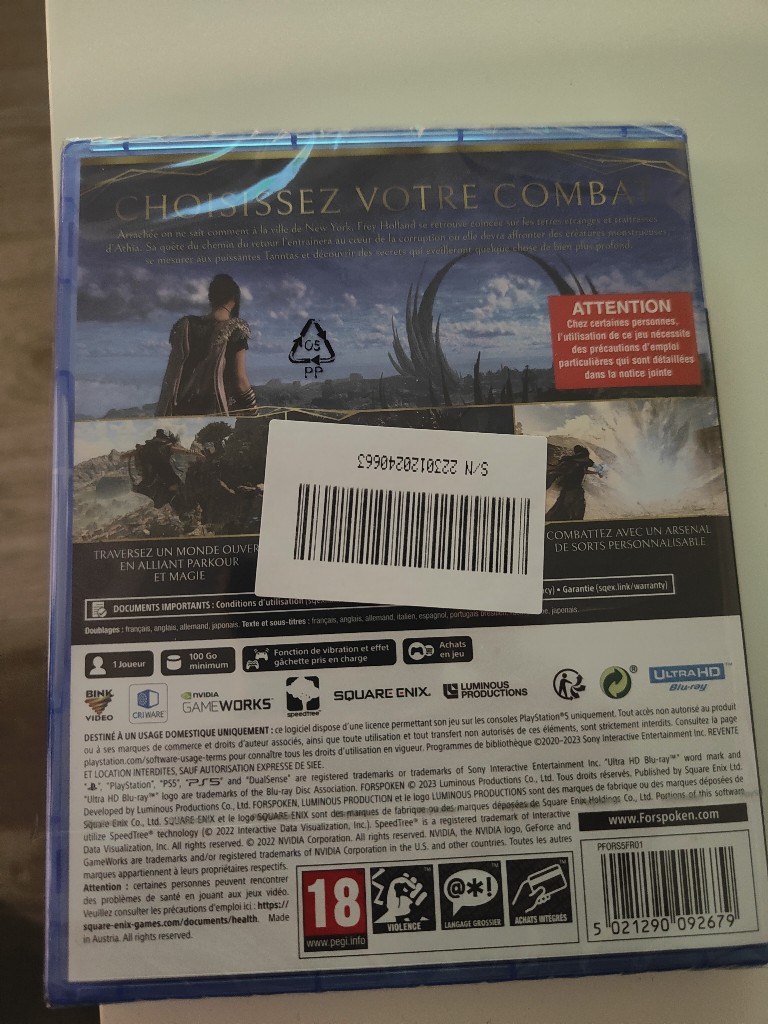 CHOISISSEZ VOTRE COMBA
Arrachée on ne sait comment à la ville de New York, Frey Holland se retrouve coincée sur les terres étranges et traîtresses
d'Athia. Sa quête du chemin du retour l'entraînera au cœur de la corruption où elle devra affronter des créatures monstrueuses,
se mesurer aux puissantes Tantas et découvrir des secrets qui éveilleront quelque chose de bien plus profond.
ATTENTION
Chez certaines personnes,
l'utilisation de ce jeu nécessite
des précautions d'emploi
particulières qui sont détaillées
dans la notice jointe
05
PP
S/N 22301202240663
TRAVERSEZ UN MONDE OUVER
EN ALLIANT PARKOUR
ET MAGIE
COMBATTEZ AVEC UN ARSENAL
DE SORTS PERSONNALISABLE
DOCUMENTS IMPORTANTS : Conditions d'utilisation
• Garantie (sqex.link/warranty)
Doublages : français, anglais, allemand, japonais. Texte et sous-titres : français, anglais, allemand, italien, espagnol, portugais japonais.
1 Joueur
100 Go
minimum
Fonction de vibration et effet
gâchette pris en charge
Achats
en jeu
BINK
VIDEO
CRIWARE
NVIDIA
GAMEWORKS
speedtree
SQUARE ENIX.
LUMINOUS
PRODUCTIONS
ULTRA HD
Blu-ray™
DESTINÉ À UN USAGE DOMESTIQUE UNIQUEMENT : ce logiciel dispose d'une licence permettant son jeu sur les consoles PlayStation®5 uniquement. Tout accès non autorisé au produit
ou à ses marques de commerce et droits d'auteur associés, ainsi que toute utilisation et tout transfert non autorisés de ces éléments, sont strictement interdits. Consultez la page
playstation.com/software-usage-terms pour connaître tous les droits d'utilisation en vigueur. Programmes de bibliothèque ©2020-2023 Sony Interactive Entertainment Inc. REVENTE
ET LOCATION INTERDITES, SAUF AUTORISATION EXPRESSE DE SIEE.
"PlayStation", "PS5", "PS5" and "DualSense" are registered trademarks or trademarks of Sony Interactive Entertainment Inc. "Ultra HD Blu-ray™" word mark and
"Ultra HD Blu-ray™" logo are trademarks of the Blu-ray Disc Association. FORSPOKEN © 2023 Luminous Productions Co., Ltd. Tous droits réservés. Published by Square Enix Ltd.
Developed by Luminous Productions Co., Ltd. FORSPOKEN, LUMINOUS PRODUCTION et le logo LUMINOUS PRODUCTIONS sont des marques de fabrique ou des marques déposées de
Square Enix Co., Ltd. SQUARE ENIX et le logo SQUARE ENIX sont des marques de fabrique ou des marques déposées de Square Enix Holdings Co., Ltd. Portions of this software
utilize SpeedTree® technology (© 2022 Interactive Data Visualization, Inc.). SpeedTree® is a registered trademark of Interactive
Data Visualization, Inc. All rights reserved. © 2022 NVIDIA Corporation. All rights reserved. NVIDIA, the NVIDIA logo, GeForce and
GameWorks are trademarks and/or registered trademarks of NVIDIA Corporation in the U.S. and other countries. Toutes les autres
marques appartiennent à leurs propriétaires respectifs.
Attention : certaines personnes peuvent rencontrer
des problèmes de santé en jouant aux jeux vidéo.
Veuillez consulter les précautions d'emploi ici : https://
square-enix-games.com/documents/health. Made
in Austria. All rights reserved.
www.Forspoken.com
18
www.pegi.info
VIOLENCE
@*!
LANGAGE GROSSIER
ACHATS INTÉGRÉS
PFORS5FR01
5 021290 092679